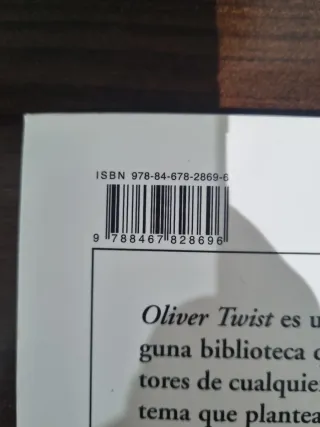 ISBN 978-84-678-2869-6
9 788467 828696
Oliver Twist es u
guna biblioteca
tores de cualquie
tema que plantea